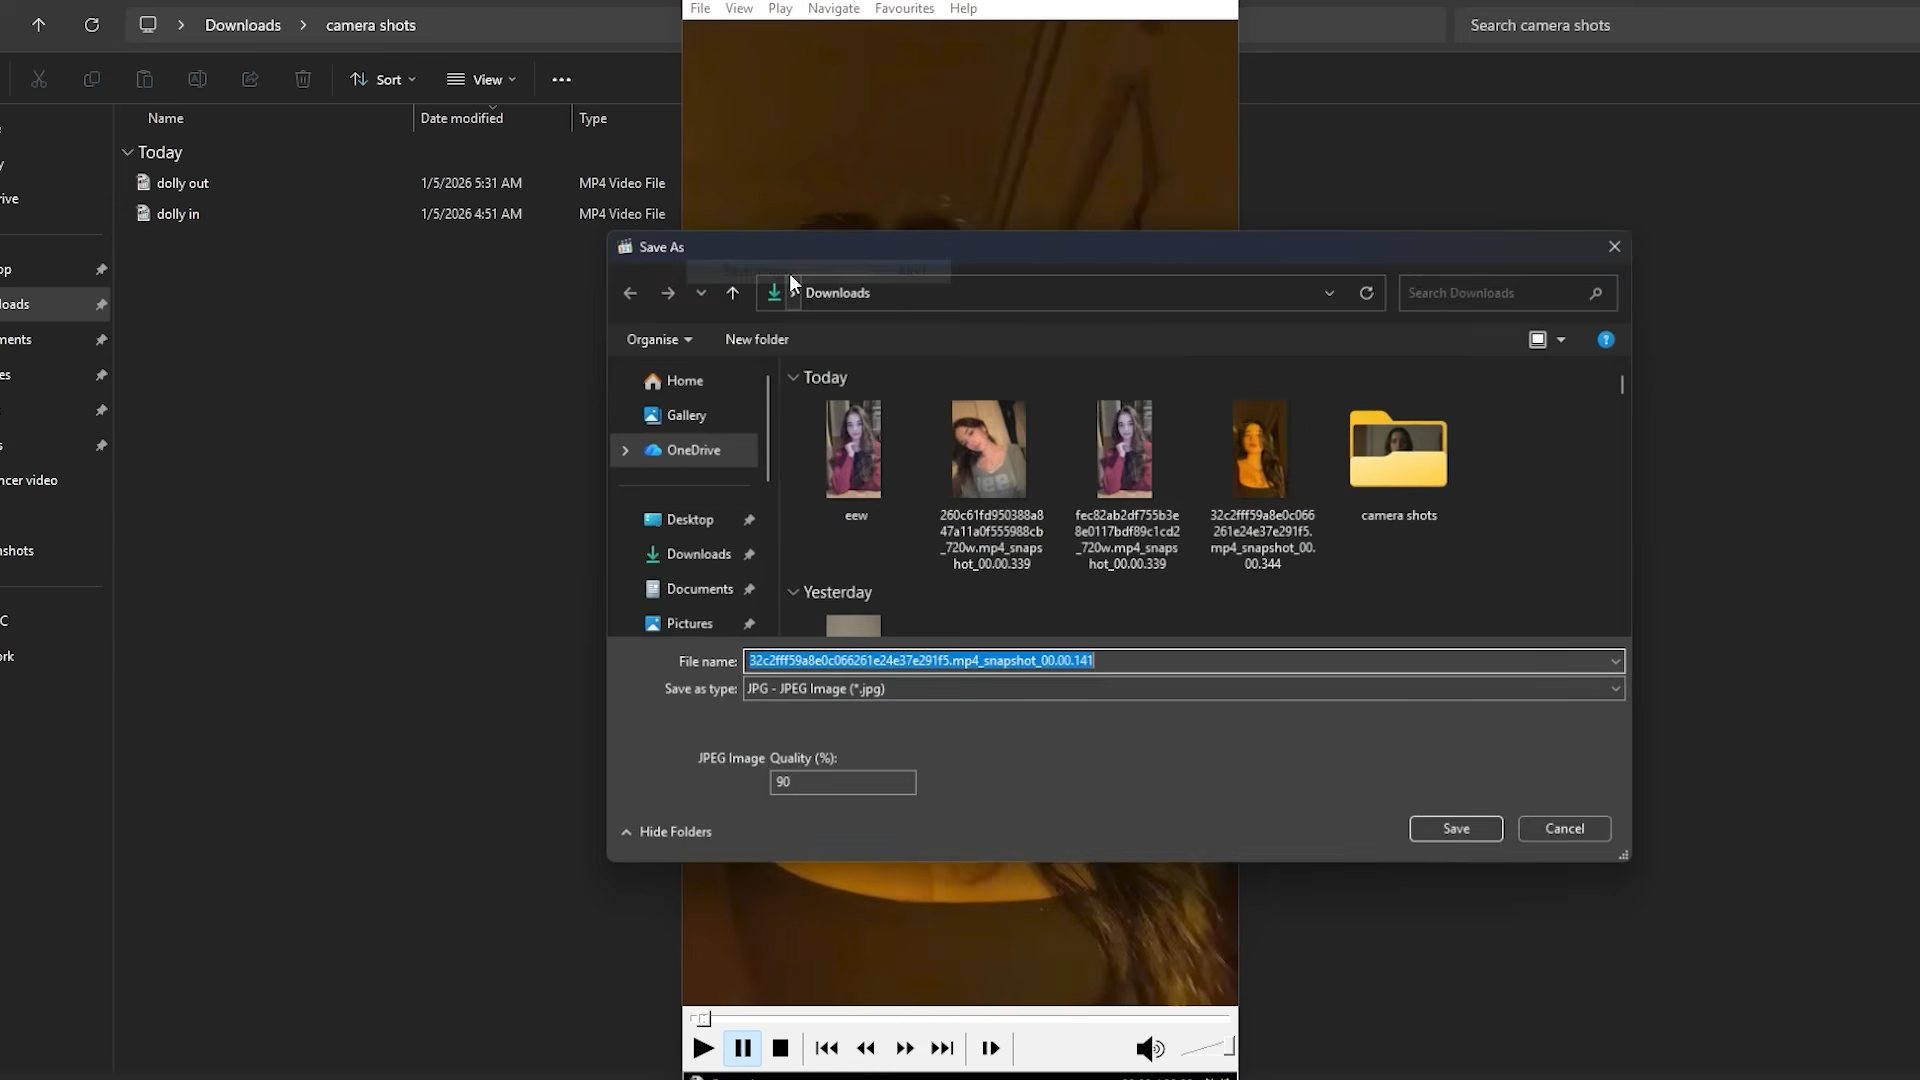 File View Play Navigate Favourites Help
Downloads camera shots
Search camera shots
Sort View
Name Date modified Type
Today
dolly out 1/5/2026 5:31 AM MP4 Video File
dolly in 1/5/2026 4:51 AM MP4 Video File
rive
op
loads
ments
es
s
ncer video
nshots
C
ork
Save As
Downloads
Search Downloads
Organise New folder
Home
Gallery
OneDrive
Desktop
Downloads
Documents
Pictures
Today
eew
260c61fd950388a8
47a11a0f555988cb
_720w.mp4_snaps
hot_00.00.339
fec82ab2df755b3e
8e0117bdf89c1cd2
_720w.mp4_snaps
hot_00.00.339
32c2fff59a8e0c066
261e24e37e291f5.
mp4_snapshot_00.
00.344
camera shots
Yesterday
File name: 32c2fff59a8e0c066261e24e37e291f5.mp4_snapshot_00.00.141
Save as type: JPG - JPEG Image (*.jpg)
JPEG Image Quality (%):
90
Hide Folders
Save Cancel